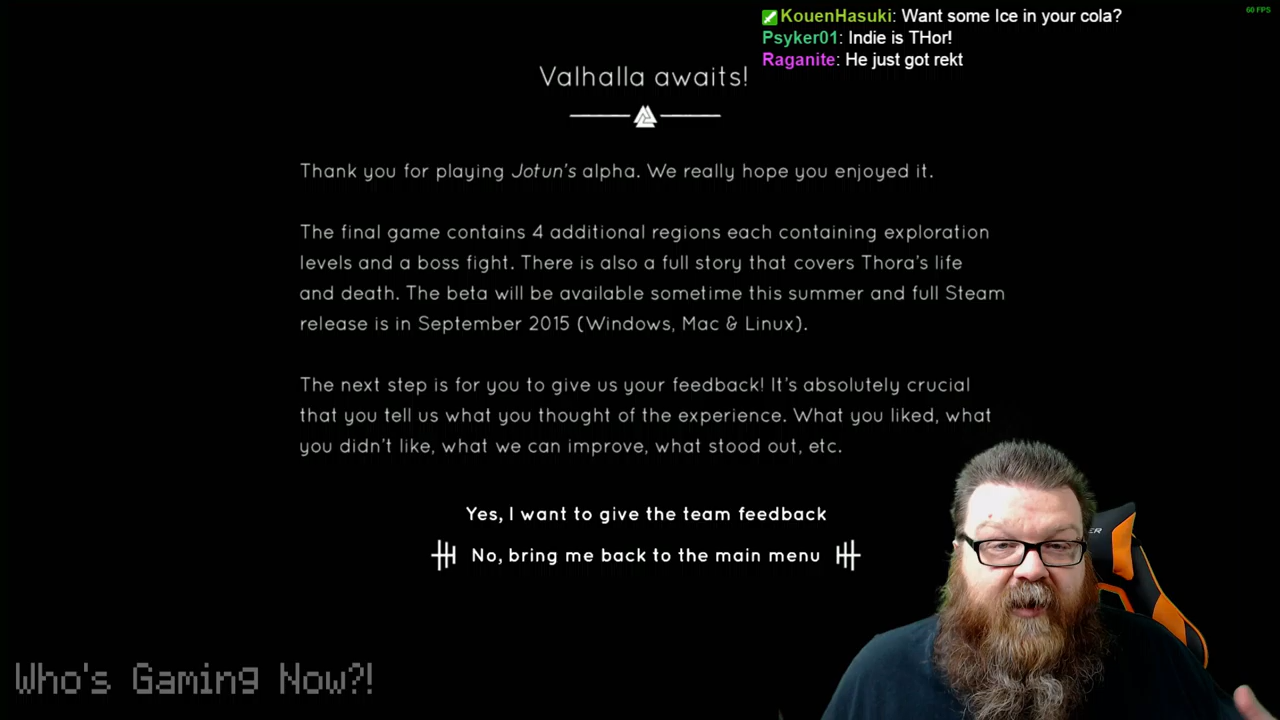 60 FPS
KouenHasuki: Want some Ice in your cola?
Psyker01: Indie is THor!
Raganite: He just got rekt
Valhalla awaits!
Thank you for playing Jotun's alpha. We really hope you enjoyed it.
The final game contains 4 additional regions each containing exploration
levels and a boss fight. There is also a full story that covers Thora's life
and death. The beta will be available sometime this summer and full Steam
release is in September 2015 (Windows, Mac & Linux).
The next step is for you to give us your feedback! It's absolutely crucial
that you tell us what you thought of the experience. What you liked, what
you didn't like, what we can improve, what stood out, etc.
Yes, I want to give the team feedback
No, bring me back to the main menu
Who's Gaming Now?!